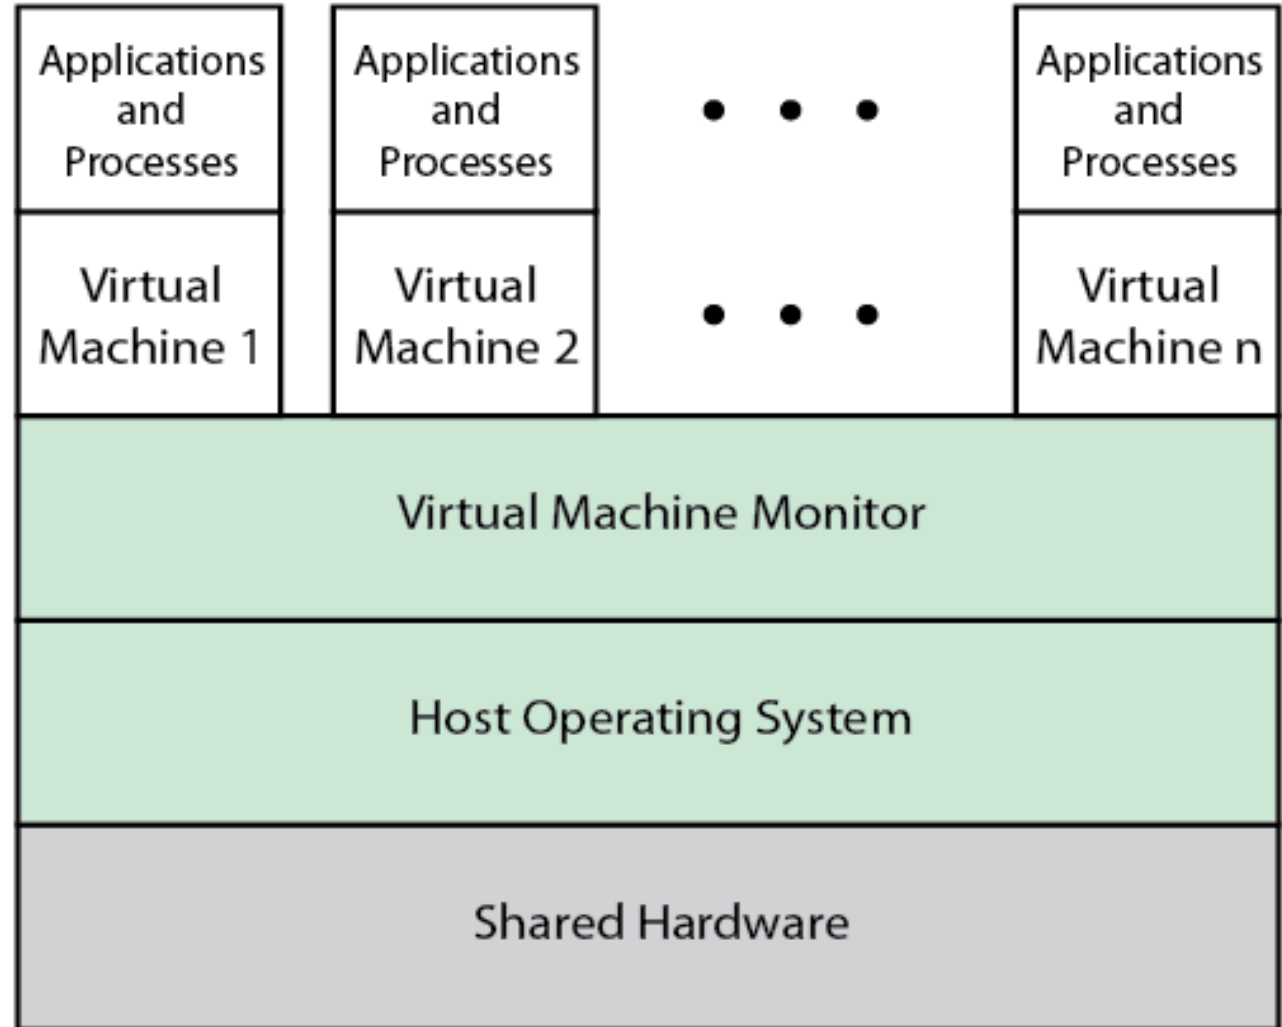 Applications
and
Processes
Applications
and
Processes
Applications
and
Processes
Virtual
Machine 1
Virtual
Machine 2
Virtual
Machine n
Virtual Machine Monitor
Host Operating System
Shared Hardware